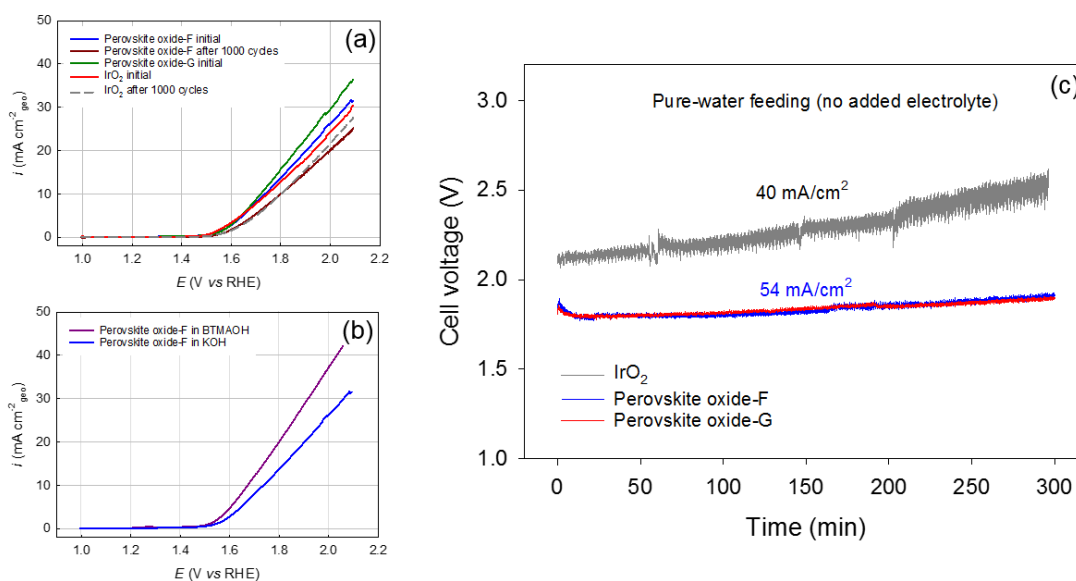 (a)
50
40
30
20
10
0
i (mA cm⁻²geo)
Perovskite oxide-F initial
Perovskite oxide-F after 1000 cycles
Perovskite oxide-G initial
IrO₂ initial
IrO₂ after 1000 cycles
1.0 1.2 1.4 1.6 1.8 2.0 2.2
E (V vs RHE)
(b)
50
40
30
20
10
0
i (mA cm⁻²geo)
Perovskite oxide-F in BTMAOH
Perovskite oxide-F in KOH
1.0 1.2 1.4 1.6 1.8 2.0 2.2
E (V vs RHE)
(c)
Pure-water feeding (no added electrolyte)
3.0
2.5
2.0
1.5
1.0
Cell voltage (V)
40 mA/cm²
54 mA/cm²
IrO₂
Perovskite oxide-F
Perovskite oxide-G
0 50 100 150 200 250 300
Time (min)